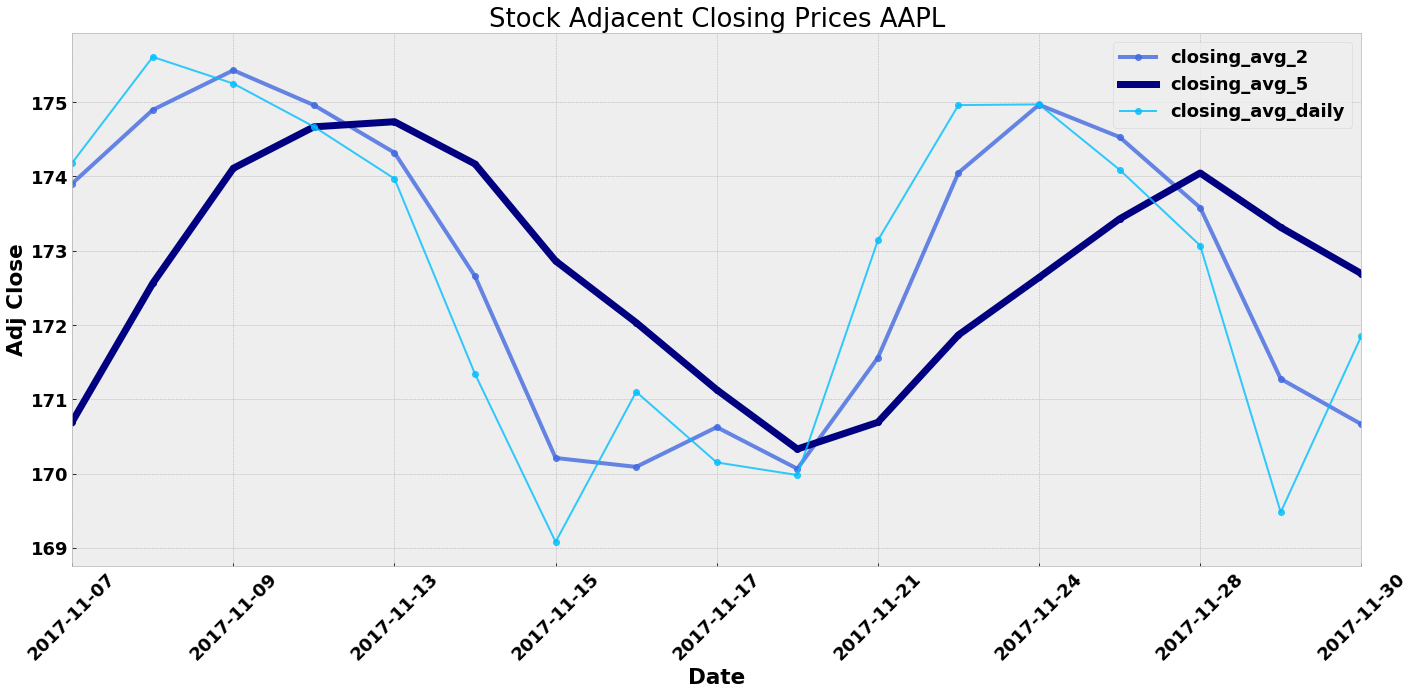 Stock Adjacent Closing Prices AAPL
closing_avg_2
closing_avg_5
closing_avg_daily
Adj Close
175
174
173
172
171
170
169
2017-11-07
2017-11-09
2017-11-13
2017-11-15
2017-11-17
2017-11-21
2017-11-24
2017-11-28
2017-11-30
Date